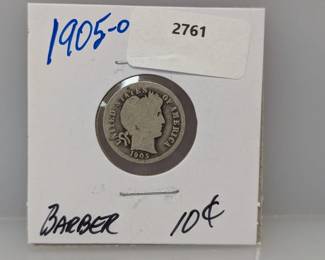 1905-O
2761
UNITED STATES OF AMERICA
1905
BARBER
10¢